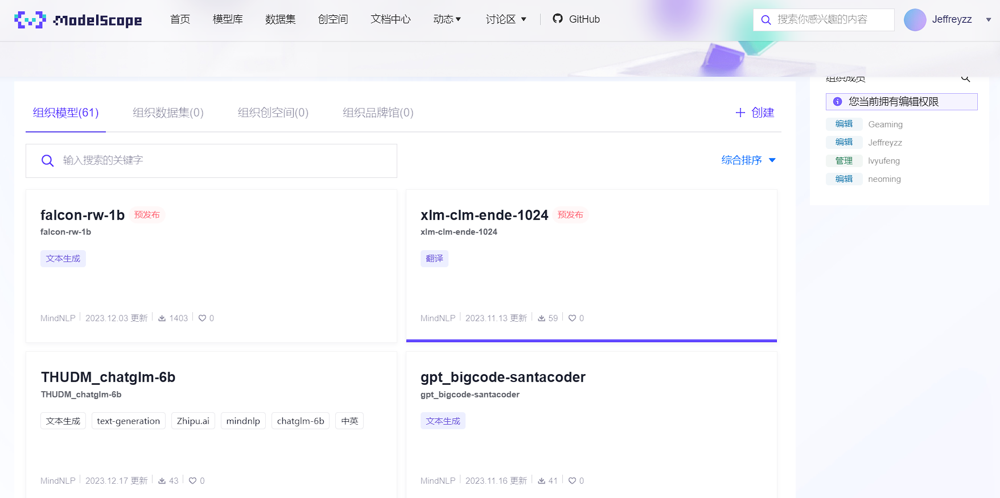 ModelScope 首页 模型库 数据集 创空间 文档中心 动态 讨论区 GitHub 搜索你感兴趣的内容 Jeffreyzz
组织成员
您当前拥有编辑权限
编辑 Geaming
编辑 Jeffreyzz
管理 lvyufeng
编辑 neoming
组织模型(61) 组织数据集(0) 组织创空间(0) 组织品牌馆(0) 创建
输入搜索的关键字 综合排序
falcon-rw-1b 预发布
falcon-rw-1b
文本生成
MindNLP 2023.12.03 更新 1403 0
xlm-clm-ende-1024 预发布
xlm-clm-ende-1024
翻译
MindNLP 2023.11.13 更新 59 0
THUDM_chatglm-6b
THUDM_chatglm-6b
文本生成 text-generation Zhipu.ai mindnlp chatglm-6b 中英
MindNLP 2023.12.17 更新 43 0
gpt_bigcode-santacoder
gpt_bigcode-santacoder
文本生成
MindNLP 2023.11.16 更新 41 0